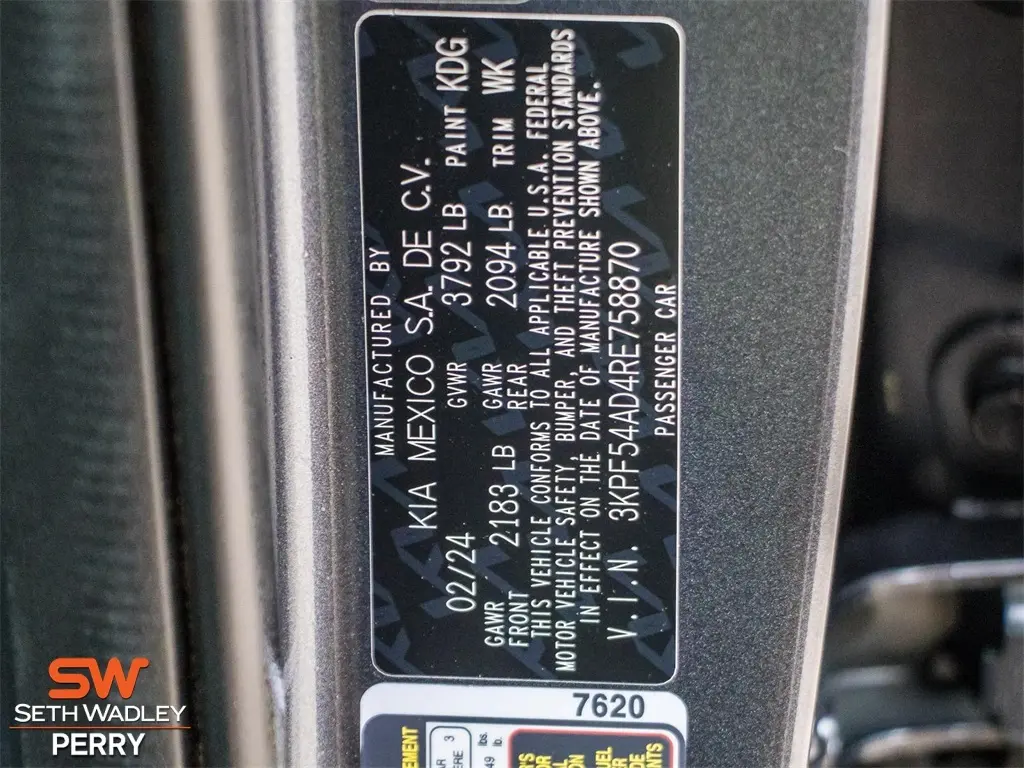 MANUFACTURED BY
KIA MEXICO S.A. DE C.V.
02/24 GVWR 3792 LB PAINT KDG
GAWR FRONT 2183 LB GAWR REAR 2094 LB TRIM WK
THIS VEHICLE CONFORMS TO ALL APPLICABLE U.S.A. FEDERAL
MOTOR VEHICLE SAFETY, BUMPER, AND THEFT PREVENTION STANDARDS
IN EFFECT ON THE DATE OF MANUFACTURE SHOWN ABOVE.
V.I.N. 3KPF54AD4RE758870
PASSENGER CAR
7620
SW
SETH WADLEY
PERRY